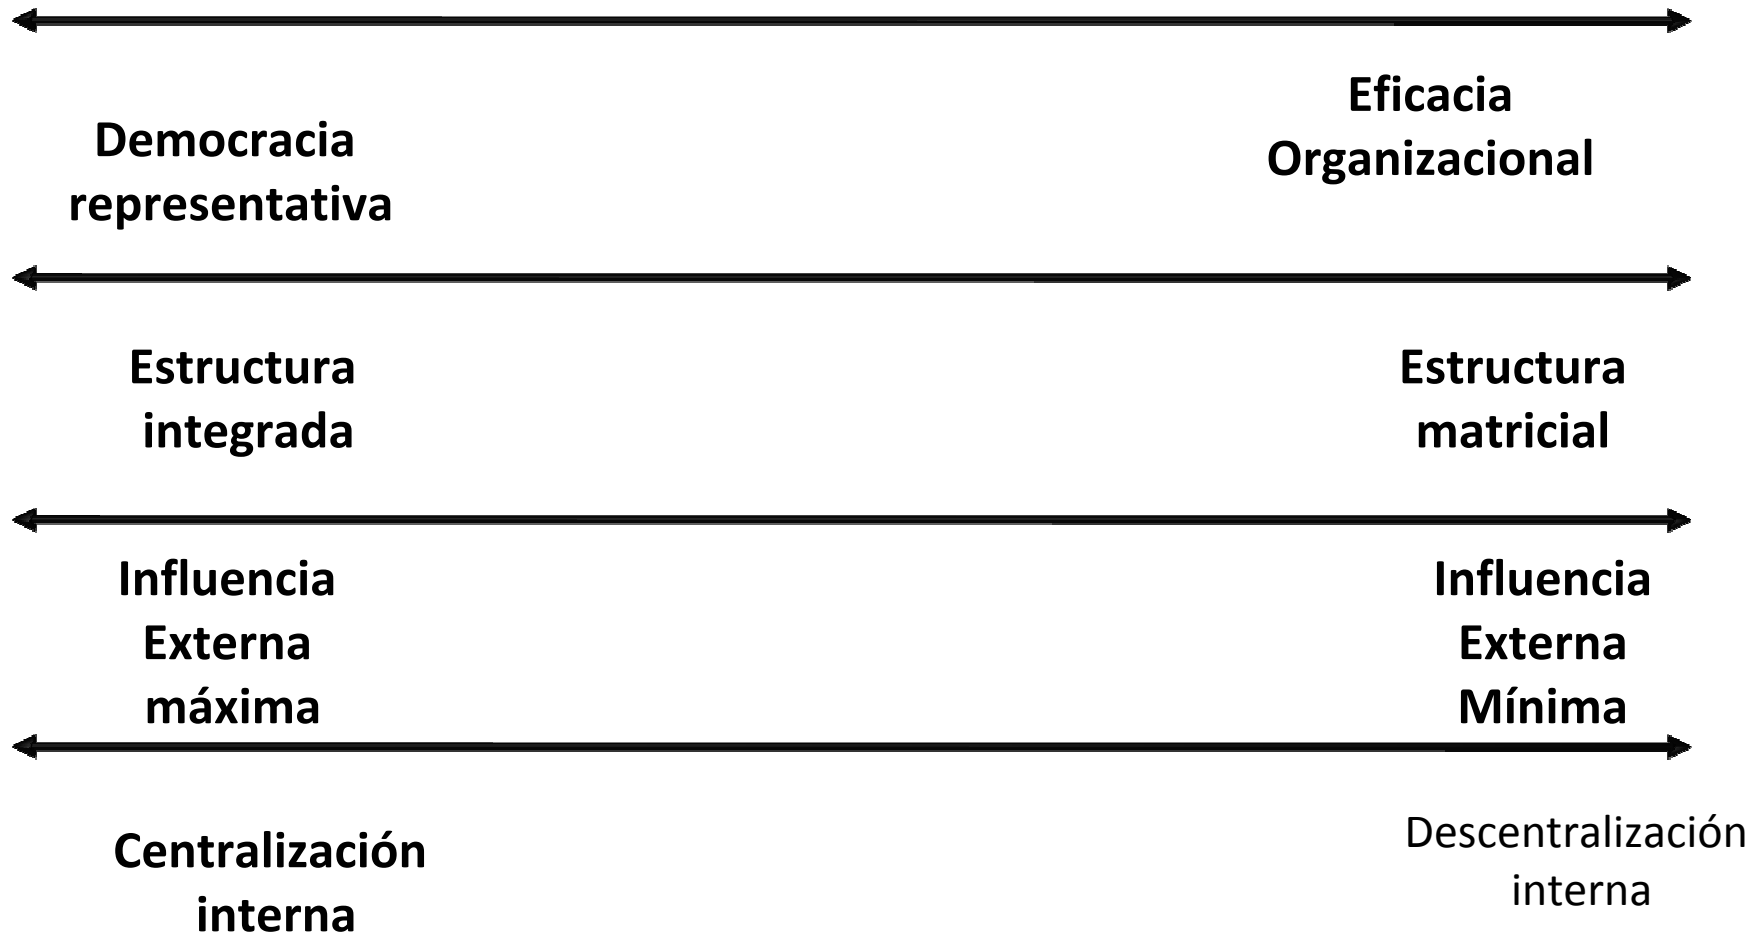 Democracia
representativa
Eficacia
Organizacional
Estructura
integrada
Estructura
matricial
Influencia
Externa
máxima
Influencia
Externa
Mínima
Centralización
interna
Descentralización
interna